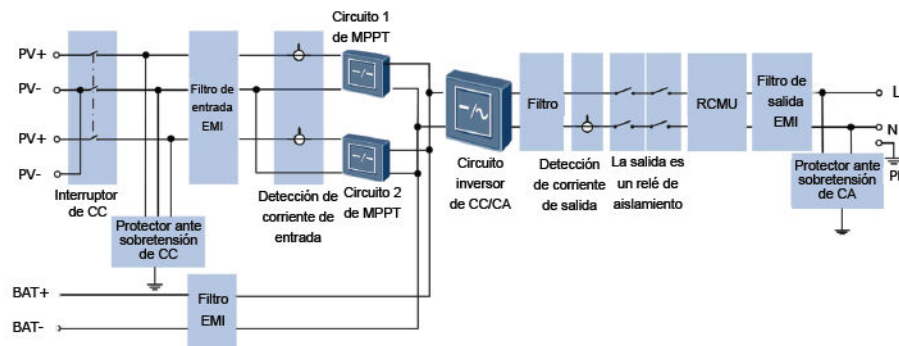 PV+
PV-
PV+
PV-
Interruptor
de CC
Protector ante
sobretensión
de CC
Filtro de
entrada
EMI
Detección de
corriente de
entrada
Circuito 1
de MPPT
Circuito 2
de MPPT
BAT+
BAT-
Filtro
EMI
Circuito
inversor
de CC/CA
Filtro
Detección
de corriente
de salida
La salida es
un relé de
aislamiento
RCMU
Filtro de
salida
EMI
Protector ante
sobretensión
de CA
L
N